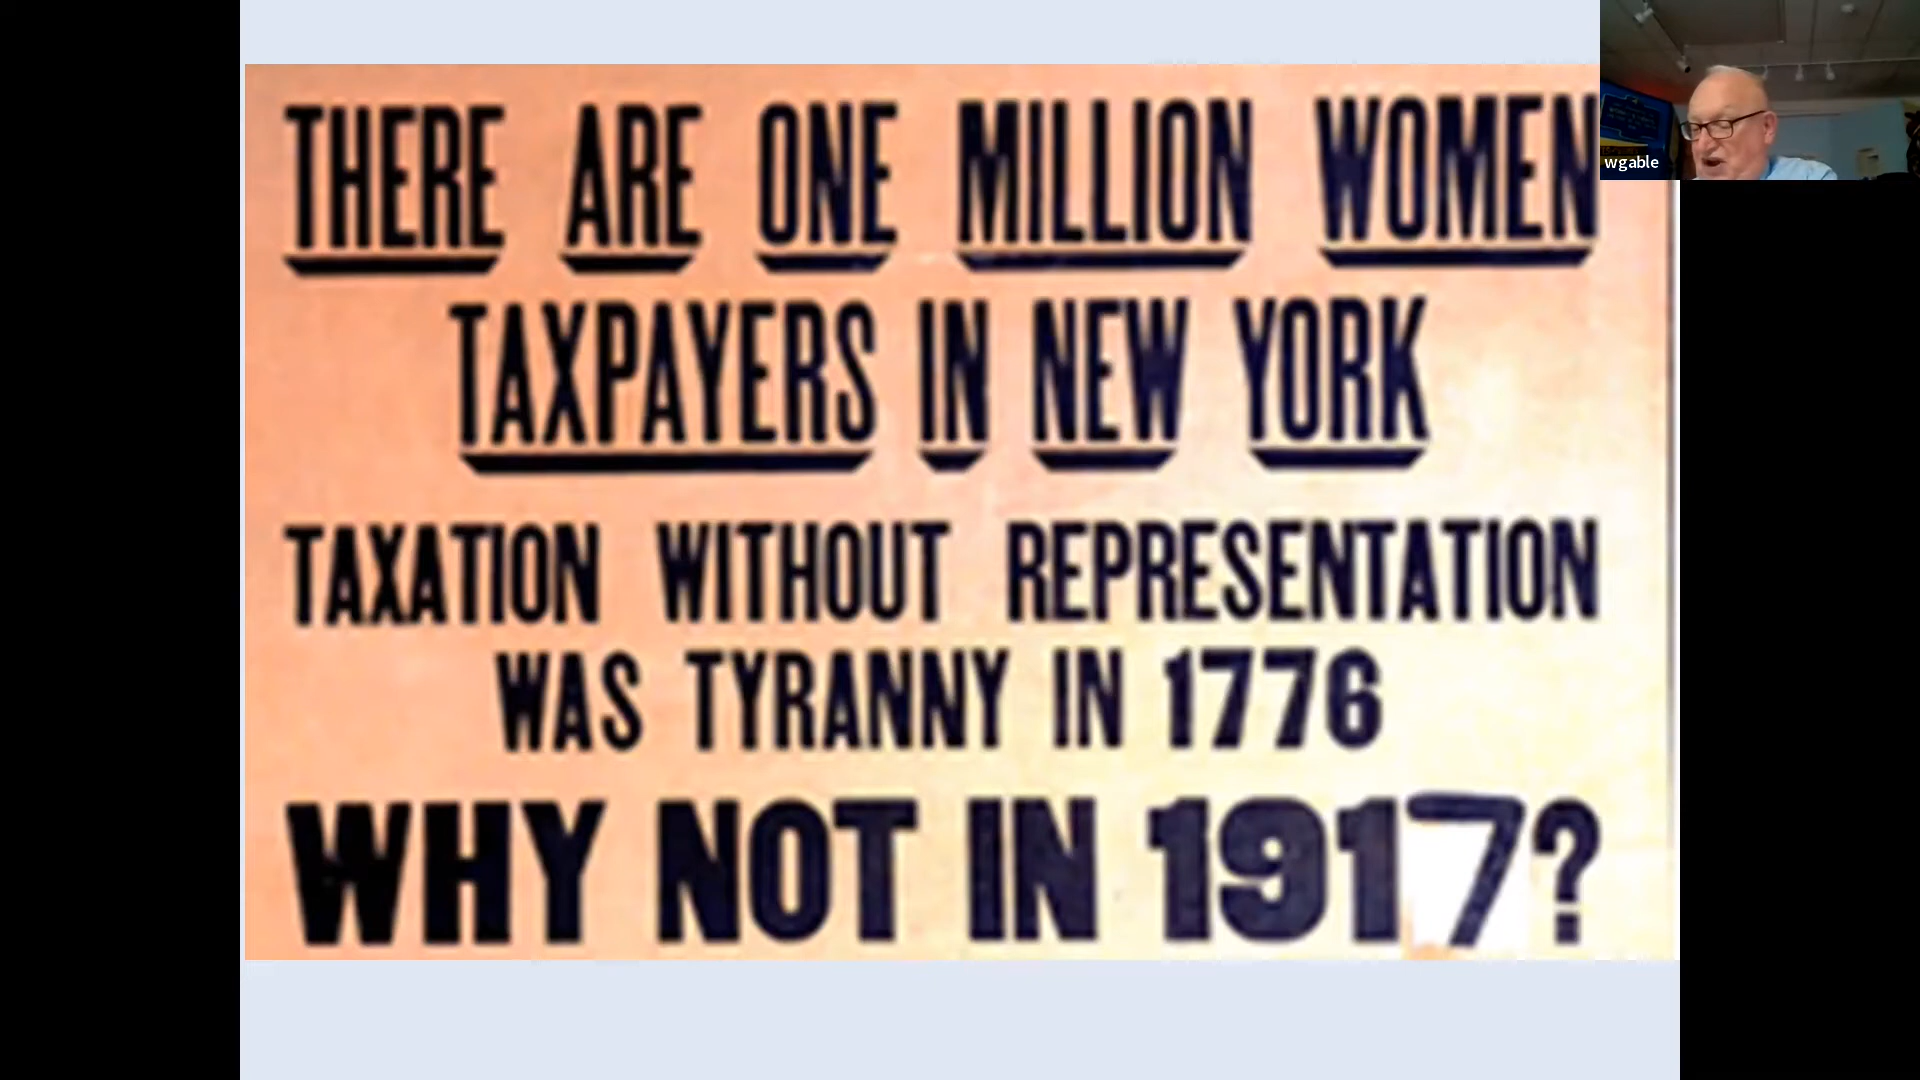 THERE ARE ONE MILLION WOMEN
TAXPAYERS IN NEW YORK
TAXATION WITHOUT REPRESENTATION
WAS TYRANNY IN 1776
WHY NOT IN 1917?
wgable